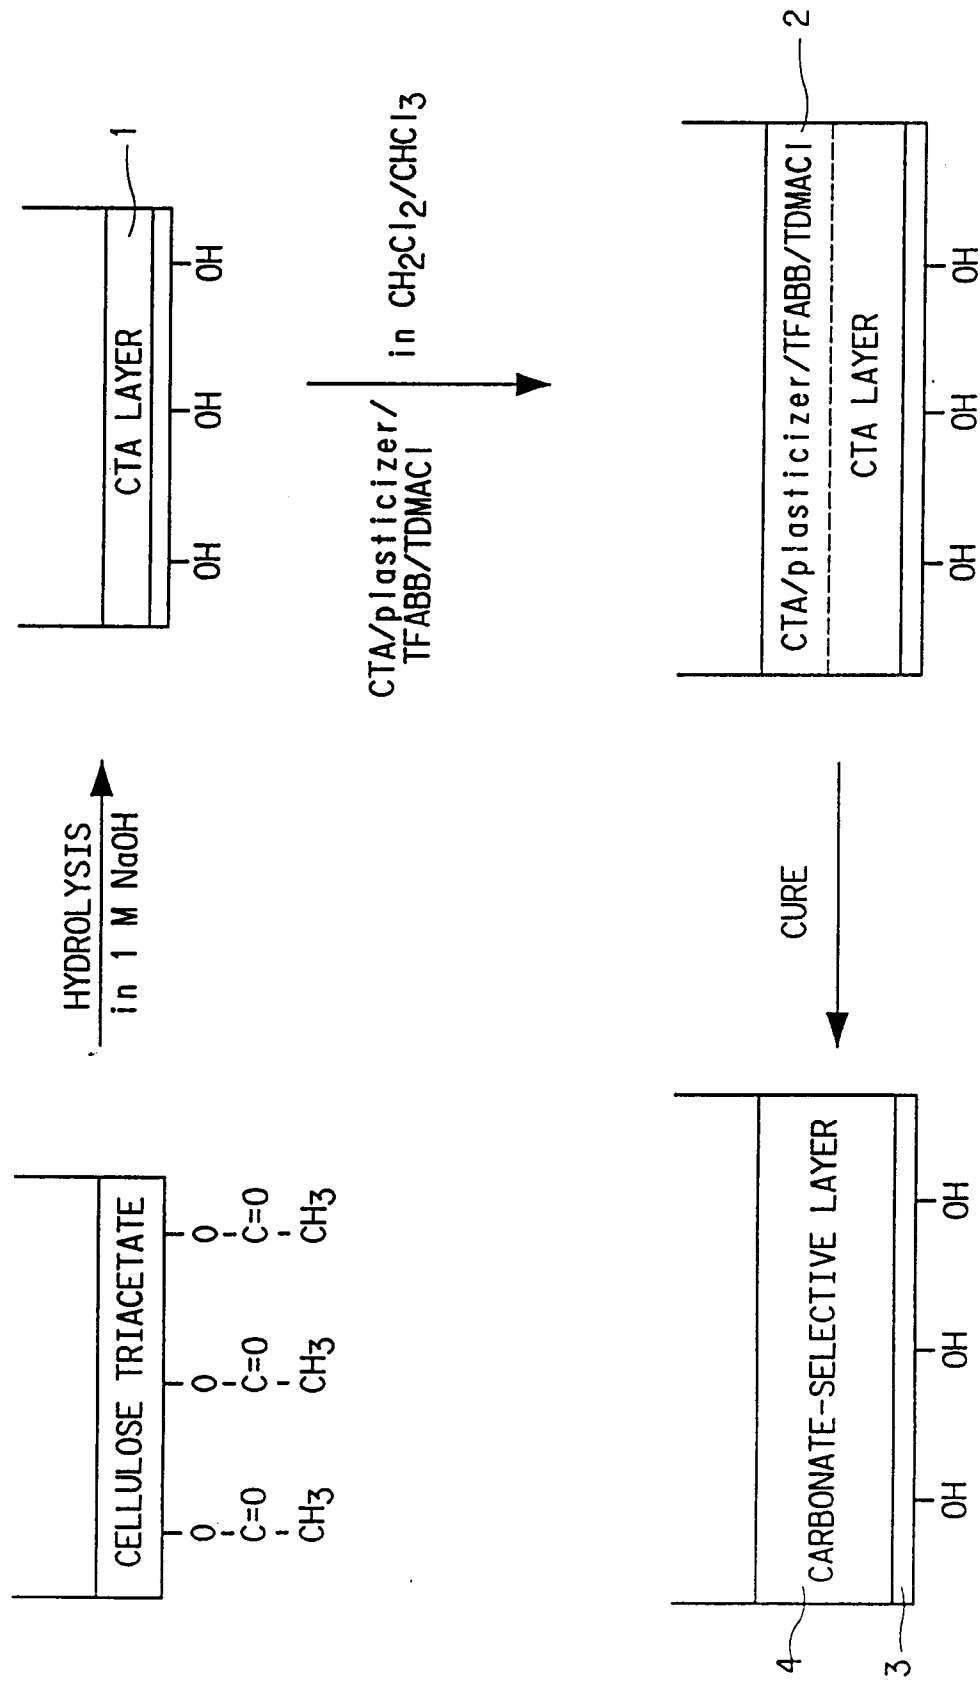 CELLULOSE TRIACETATE
O O O
C=O C=O C=O
CH3 CH3 CH3
HYDROLYSIS
in 1 M NaOH
1
CTA LAYER
OH OH OH
CTA/plasticizer/
TFABB/TDMACl
in CH2Cl2/CHCl3
2
CTA/plasticizer/TFABB/TDMACl
CTA LAYER
OH OH OH
CURE
4
CARBONATE-SELECTIVE LAYER
3
OH OH OH